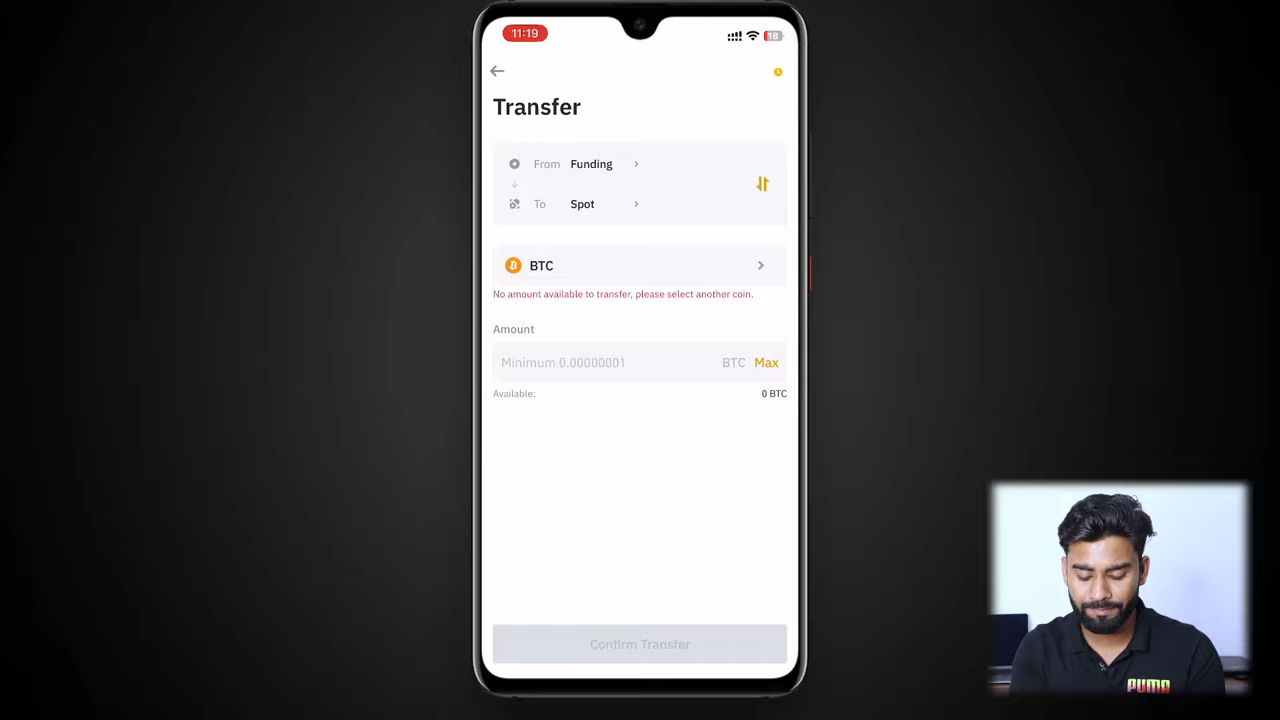 11:19
18
Transfer
From Funding
To Spot
BTC
No amount available to transfer, please select another coin.
Amount
Minimum 0.00000001 BTC Max
Available: 0 BTC
Confirm Transfer
PUMA